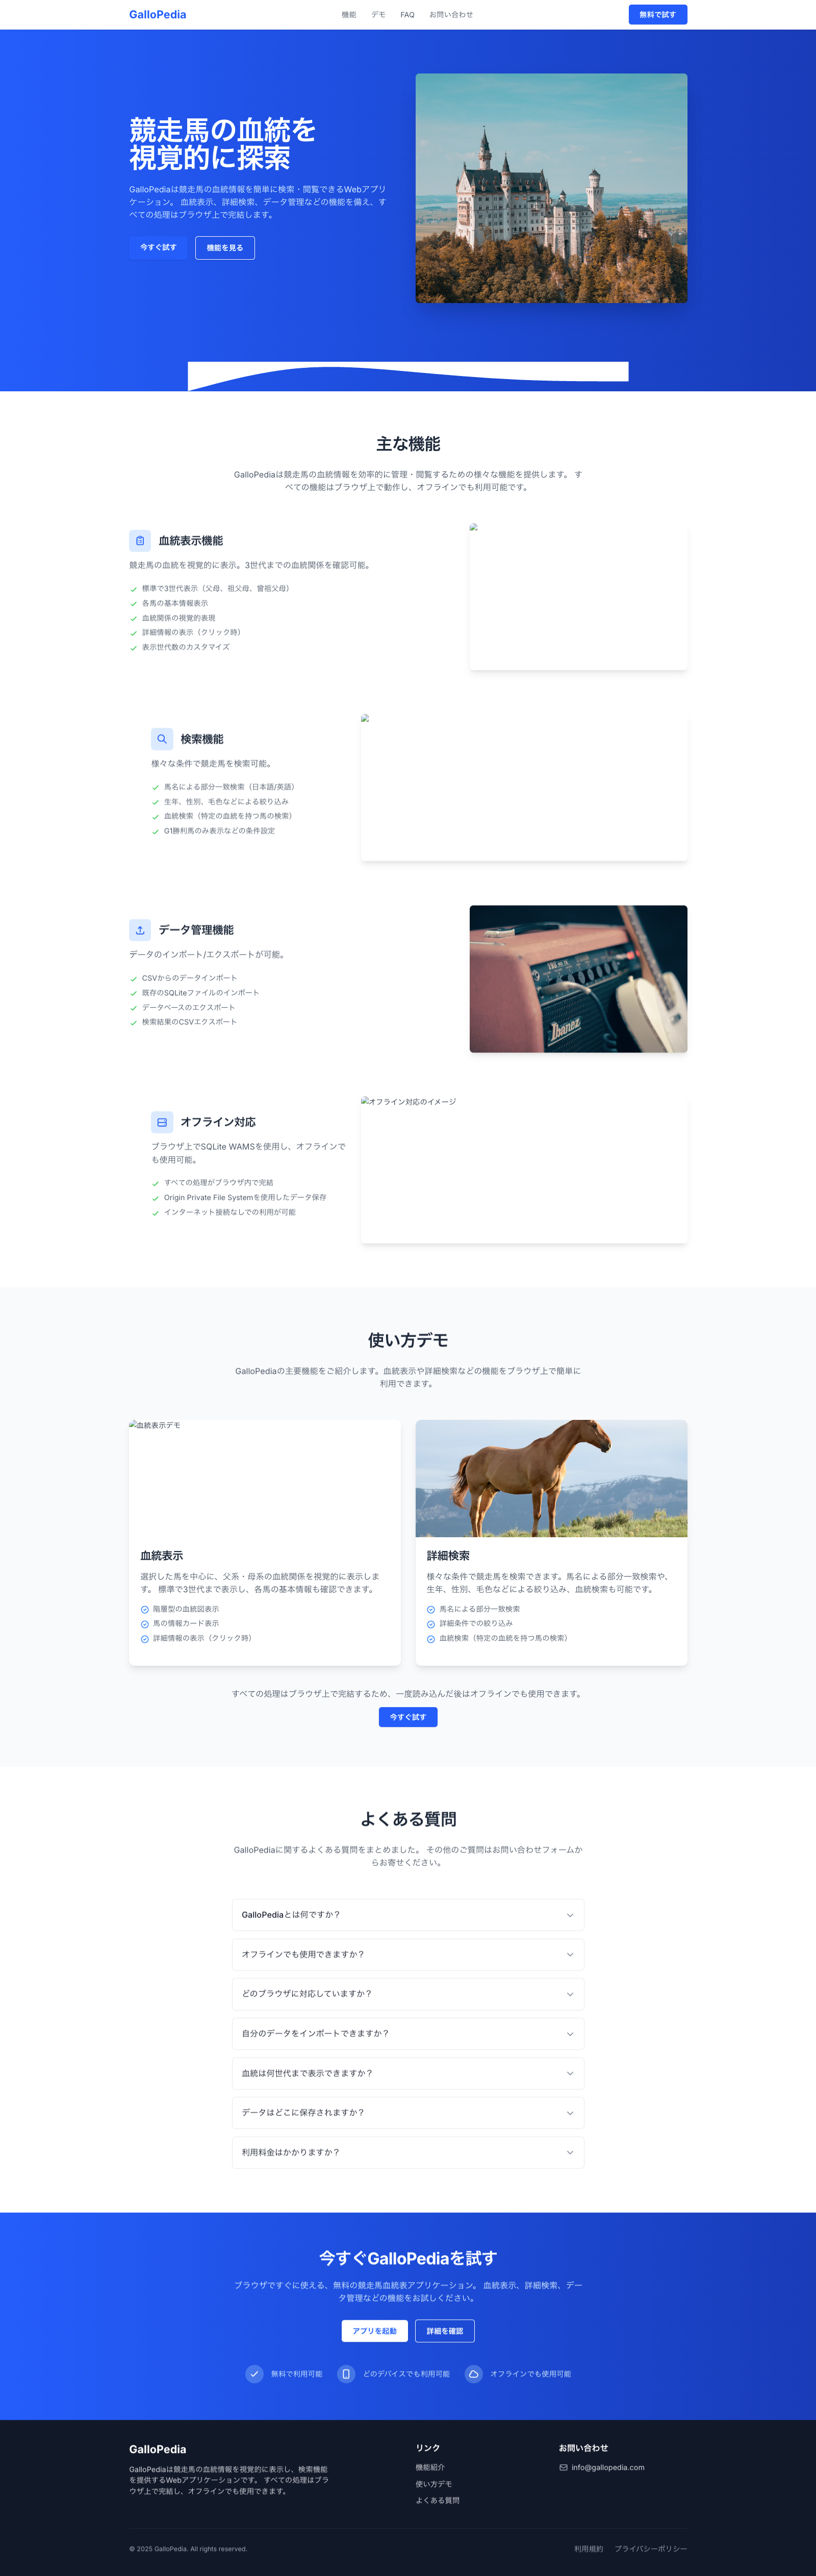 GalloPedia
機能
デモ
FAQ
お問い合わせ
無料で試す
競走馬の血統を
視覚的に探索
GalloPediaは競走馬の血統情報を簡単に検索・閲覧できるWebアプリ
ケーション。 血統表示、詳細検索、データ管理などの機能を備え、す
べての処理はブラウザ上で完結します。
今すぐ試す
機能を見る
主な機能
GalloPediaは競走馬の血統情報を効率的に管理・閲覧するための様々な機能を提供します。 す
べての機能はブラウザ上で動作し、オフラインでも利用可能です。
血統表示機能
競走馬の血統を視覚的に表示。3世代までの血統関係を確認可能。
標準で3世代表示（父母、祖父母、曾祖父母）
各馬の基本情報表示
血統関係の視覚的表現
詳細情報の表示（クリック時）
表示世代数のカスタマイズ
検索機能
様々な条件で競走馬を検索可能。
馬名による部分一致検索（日本語/英語）
生年、性別、毛色などによる絞り込み
血統検索（特定の血統を持つ馬の検索）
G1勝利馬のみ表示などの条件設定
データ管理機能
データのインポート/エクスポートが可能。
CSVからのデータインポート
既存のSQLiteファイルのインポート
データベースのエクスポート
検索結果のCSVエクスポート
Ibanez
オフライン対応
ブラウザ上でSQLite WAMSを使用し、オフラインで
も使用可能。
すべての処理がブラウザ内で完結
Origin Private File Systemを使用したデータ保存
インターネット接続なしでの利用が可能
オフライン対応のイメージ
使い方デモ
GalloPediaの主要機能をご紹介します。血統表示や詳細検索などの機能をブラウザ上で簡単に
利用できます。
血統表示デモ
血統表示
選択した馬を中心に、父系・母系の血統関係を視覚的に表示しま
す。 標準で3世代まで表示し、各馬の基本情報も確認できます。
階層型の血統図表示
馬の情報カード表示
詳細情報の表示（クリック時）
詳細検索
様々な条件で競走馬を検索できます。馬名による部分一致検索や、
生年、性別、毛色などによる絞り込み、血統検索も可能です。
馬名による部分一致検索
詳細条件での絞り込み
血統検索（特定の血統を持つ馬の検索）
すべての処理はブラウザ上で完結するため、一度読み込んだ後はオフラインでも使用できます。
今すぐ試す
よくある質問
GalloPediaに関するよくある質問をまとめました。 その他のご質問はお問い合わせフォームか
らお寄せください。
GalloPediaとは何ですか？
オフラインでも使用できますか？
どのブラウザに対応していますか？
自分のデータをインポートできますか？
血統は何世代まで表示できますか？
データはどこに保存されますか？
利用料金はかかりますか？
今すぐGalloPediaを試す
ブラウザですぐに使える、無料の競走馬血統表アプリケーション。 血統表示、詳細検索、デー
タ管理などの機能をお試しください。
アプリを起動
詳細を確認
無料で利用可能
どのデバイスでも利用可能
オフラインでも使用可能
GalloPedia
GalloPediaは競走馬の血統情報を視覚的に表示し、検索機能
を提供するWebアプリケーションです。 すべての処理はブラ
ウザ上で完結し、オフラインでも使用できます。
リンク
機能紹介
使い方デモ
よくある質問
お問い合わせ
info@gallopedia.com
© 2025 GalloPedia. All rights reserved.
利用規約
プライバシーポリシー